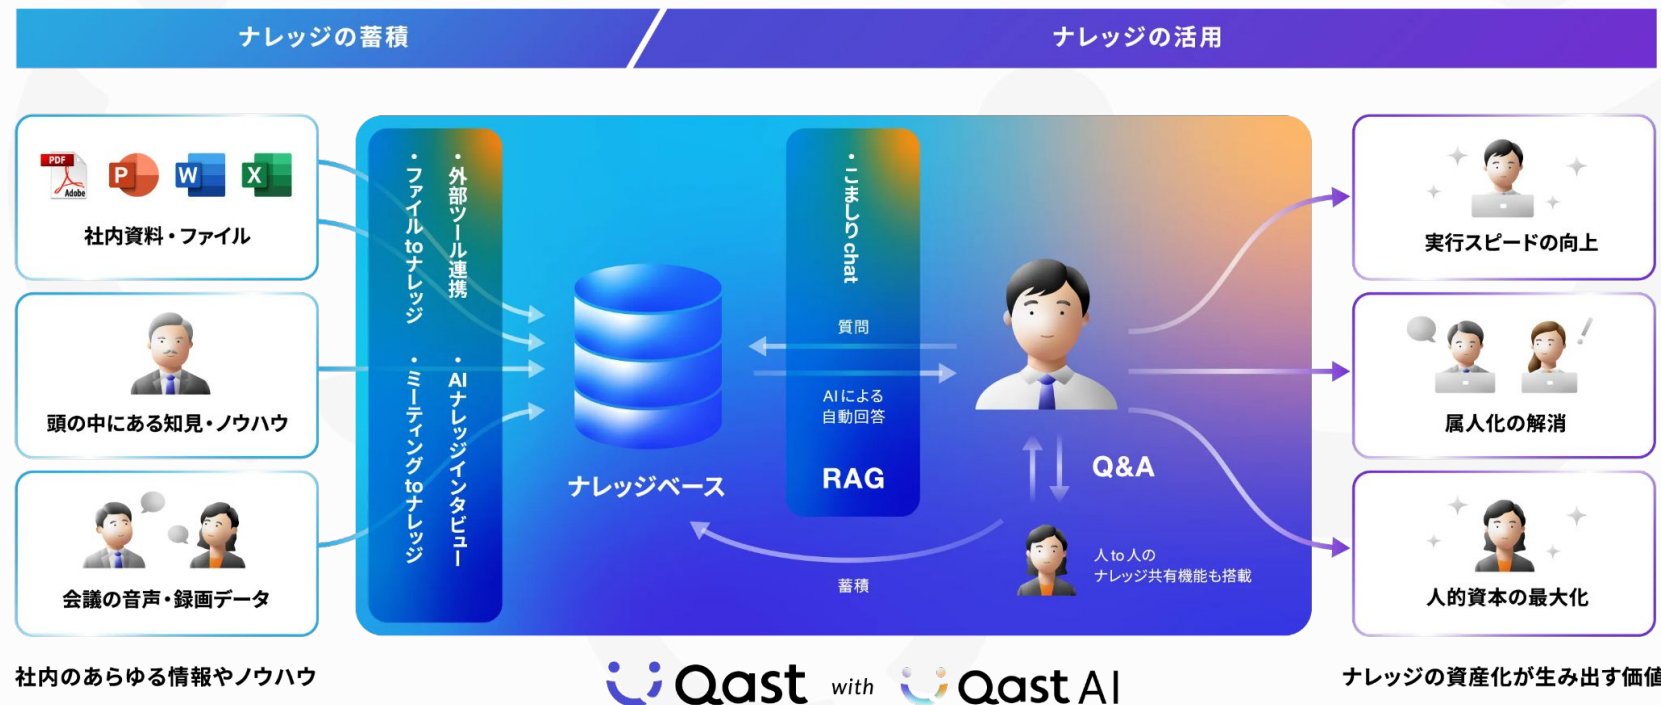 ナレッジの蓄積
ナレッジの活用
PDF
Adobe
P
W
X
社内資料・ファイル
頭の中にある知見・ノウハウ
会議の音声・録画データ
社内のあらゆる情報やノウハウ
・外部ツール連携
・ファイルtoナレッジ
・AIナレッジインタビュー
・ミーティングtoナレッジ
ナレッジベース
・こましりchat
質問
AIによる
自動回答
RAG
蓄積
Q&A
人to人の
ナレッジ共有機能も搭載
実行スピードの向上
属人化の解消
人的資本の最大化
ナレッジの資産化が生み出す価値
Qast with Qast AI